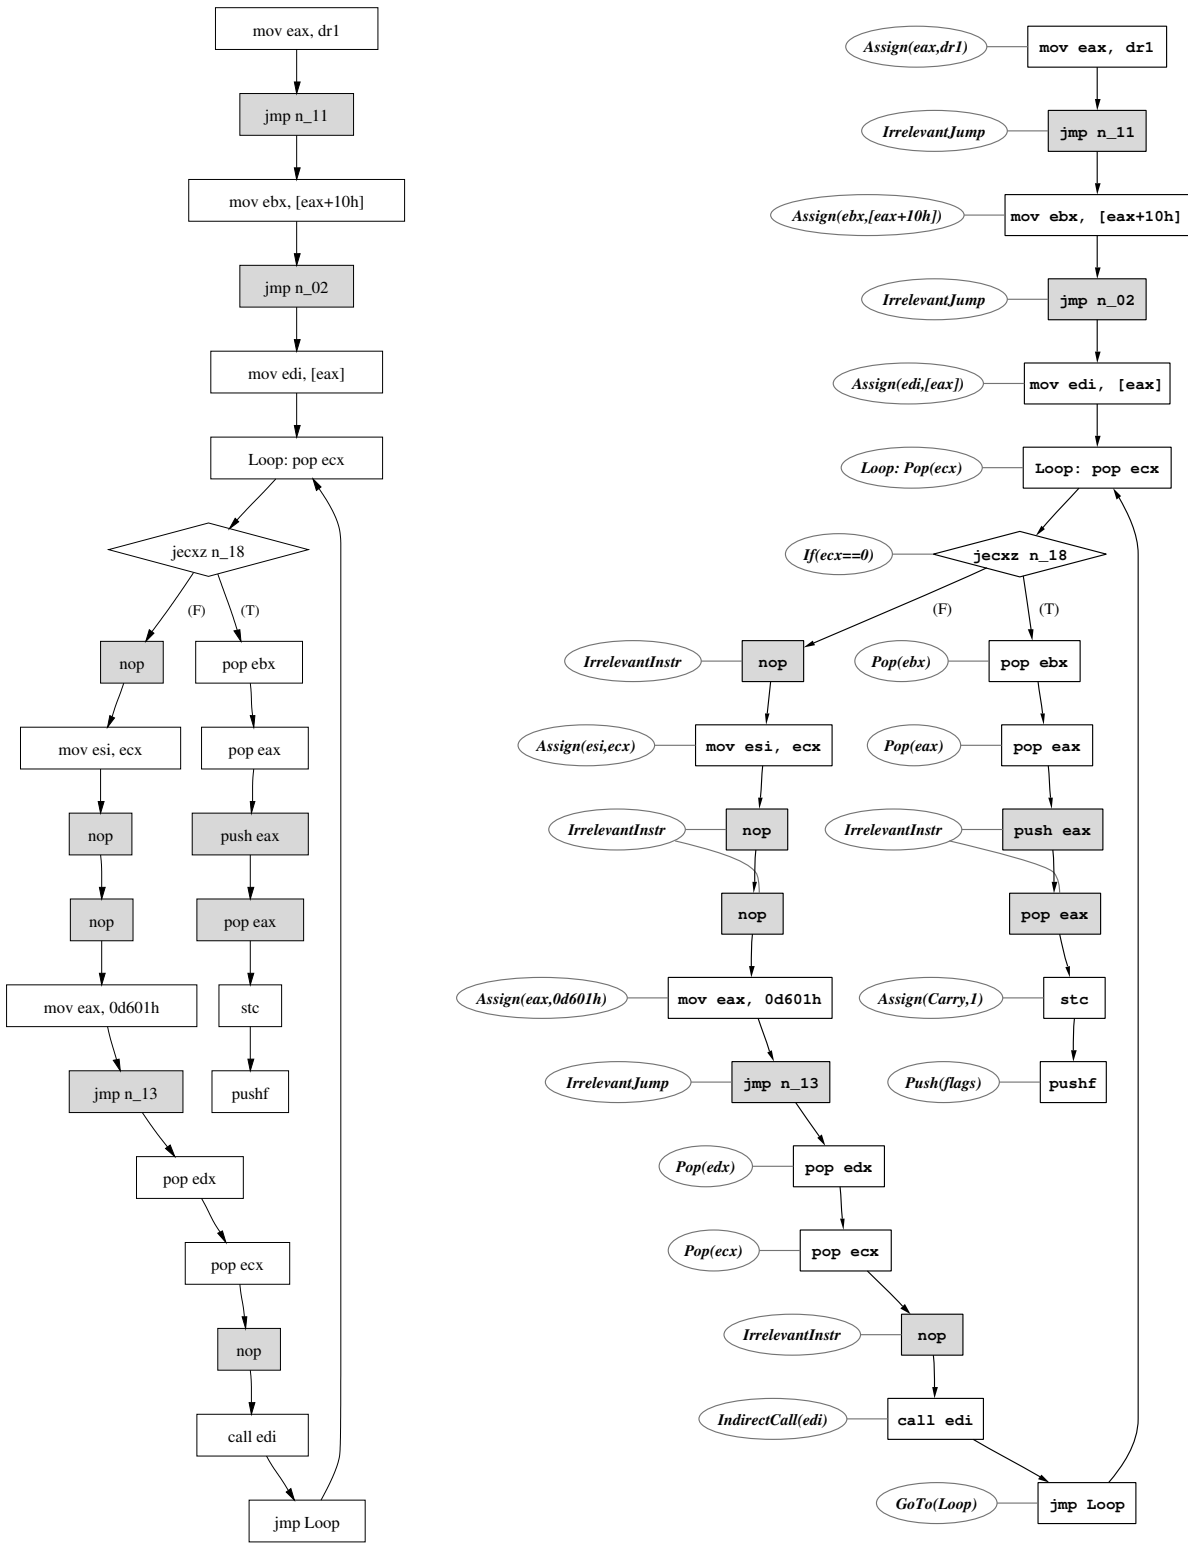 mov eax, dr1
jmp n_11
mov ebx, [eax+10h]
jmp n_02
mov edi, [eax]
Loop: pop ecx
jecxz n_18
(F)
(T)
nop
pop ebx
mov esi, ecx
pop eax
nop
push eax
nop
pop eax
mov eax, 0d601h
stc
jmp n_13
pushf
pop edx
pop ecx
nop
call edi
jmp Loop
Assign(eax,dr1)
mov eax, dr1
IrrelevantJump
jmp n_11
Assign(ebx,[eax+10h])
mov ebx, [eax+10h]
IrrelevantJump
jmp n_02
Assign(edi,[eax])
mov edi, [eax]
Loop: Pop(ecx)
Loop: pop ecx
If(ecx==0)
jecxz n_18
(F)
(T)
IrrelevantInstr
nop
Pop(ebx)
pop ebx
Assign(esi,ecx)
mov esi, ecx
Pop(eax)
pop eax
IrrelevantInstr
nop
IrrelevantInstr
push eax
nop
pop eax
Assign(eax,0d601h)
mov eax, 0d601h
Assign(Carry,1)
stc
IrrelevantJump
jmp n_13
Push(flags)
pushf
Pop(edx)
pop edx
Pop(ecx)
pop ecx
IrrelevantInstr
nop
IndirectCall(edi)
call edi
GoTo(Loop)
jmp Loop